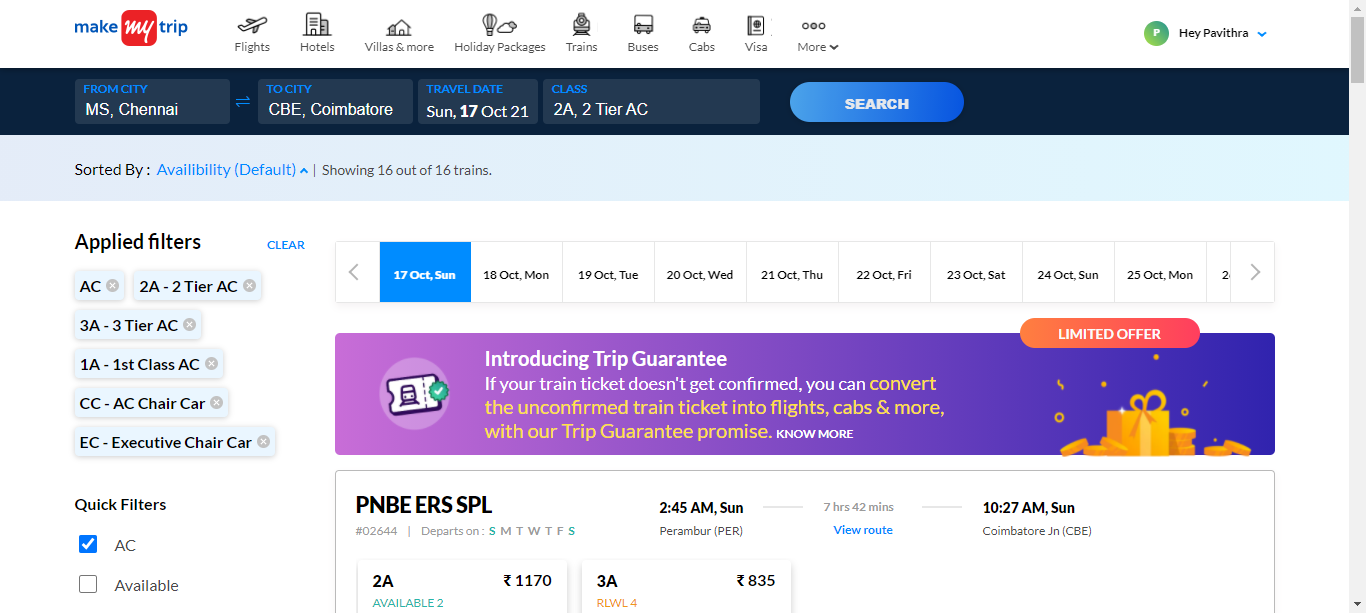 make my trip
Flights
Hotels
Villas & more
Holiday Packages
Trains
Buses
Cabs
Visa
More
P
Hey Pavithra
FROM CITY
MS, Chennai
TO CITY
CBE, Coimbatore
TRAVEL DATE
Sun, 17 Oct 21
CLASS
2A, 2 Tier AC
SEARCH
Sorted By : Availibility (Default) | Showing 16 out of 16 trains.
Applied filters
CLEAR
AC
2A - 2 Tier AC
3A - 3 Tier AC
1A - 1st Class AC
CC - AC Chair Car
EC - Executive Chair Car
Quick Filters
AC
Available
17 Oct, Sun
18 Oct, Mon
19 Oct, Tue
20 Oct, Wed
21 Oct, Thu
22 Oct, Fri
23 Oct, Sat
24 Oct, Sun
25 Oct, Mon
2
LIMITED OFFER
Introducing Trip Guarantee
If your train ticket doesn't get confirmed, you can convert
the unconfirmed train ticket into flights, cabs & more,
with our Trip Guarantee promise. KNOW MORE
PNBE ERS SPL
#02644 | Departs on : S M T W T F S
2:45 AM, Sun
Perambur (PER)
7 hrs 42 mins
View route
10:27 AM, Sun
Coimbatore Jn (CBE)
2A
₹ 1170
AVAILABLE 2
3A
₹ 835
RLWL 4